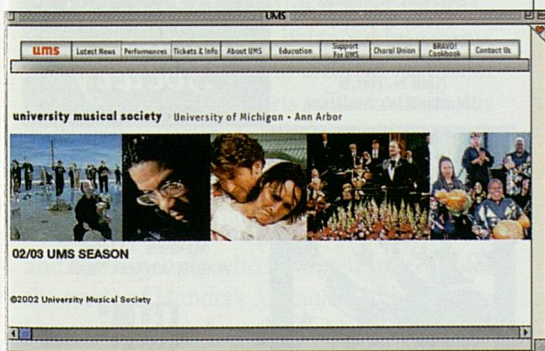 UMS
ums Latest News Performances Tickets & Info About UMS Education Support For UMS Choral Union BRAVO! Cookbook Contact Us
university musical society University of Michigan - Ann Arbor
02/03 UMS SEASON
©2002 University Musical Society